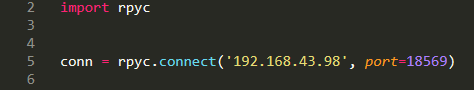 2 import rpyc
3
4
5 conn = rpyc.connect('192.168.43.98', port=18569)
6